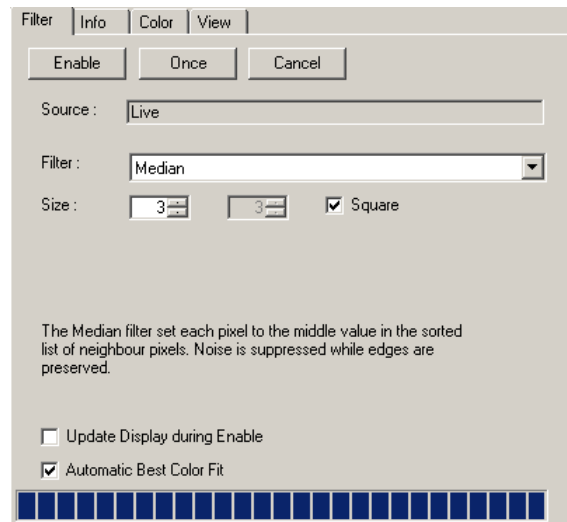 Filter Info Color View
Enable Once Cancel
Source : Live
Filter : Median
Size : 3 3 Square
The Median filter set each pixel to the middle value in the sorted
list of neighbour pixels. Noise is suppressed while edges are
preserved.
Update Display during Enable
Automatic Best Color Fit